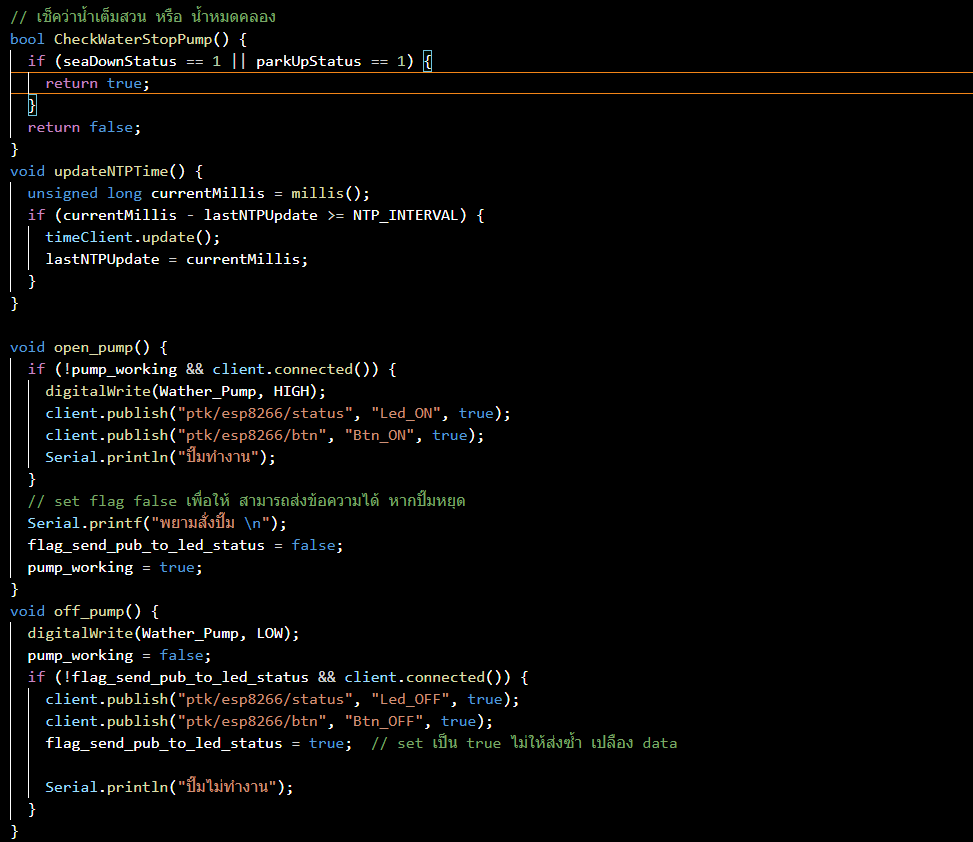 // เช็คว่าน้ำเต็มสวน หรือ น้ำหมดคลอง
bool CheckWaterStopPump() {
  if (seaDownStatus == 1 || parkUpStatus == 1) {
    return true;
  }
  return false;
}
void updateNTPTime() {
  unsigned long currentMillis = millis();
  if (currentMillis - lastNTPUpdate >= NTP_INTERVAL) {
    timeClient.update();
    lastNTPUpdate = currentMillis;
  }
}

void open_pump() {
  if (!pump_working && client.connected()) {
    digitalWrite(Wather_Pump, HIGH);
    client.publish("ptk/esp8266/status", "Led_ON", true);
    client.publish("ptk/esp8266/btn", "Btn_ON", true);
    Serial.println("ปั๊มทำงาน");
  }
  // set flag false เพื่อให้ สามารถส่งข้อความได้ หากปั๊มหยุด
  Serial.printf("พยามสั่งปั๊ม \n");
  flag_send_pub_to_led_status = false;
  pump_working = true;
}
void off_pump() {
  digitalWrite(Wather_Pump, LOW);
  pump_working = false;
  if (!flag_send_pub_to_led_status && client.connected()) {
    client.publish("ptk/esp8266/status", "Led_OFF", true);
    client.publish("ptk/esp8266/btn", "Btn_OFF", true);
    flag_send_pub_to_led_status = true;  // set เป็น true ไม่ให้ส่งซ้ำ เปลือง data

    Serial.println("ปั๊มไม่ทำงาน");
  }
}